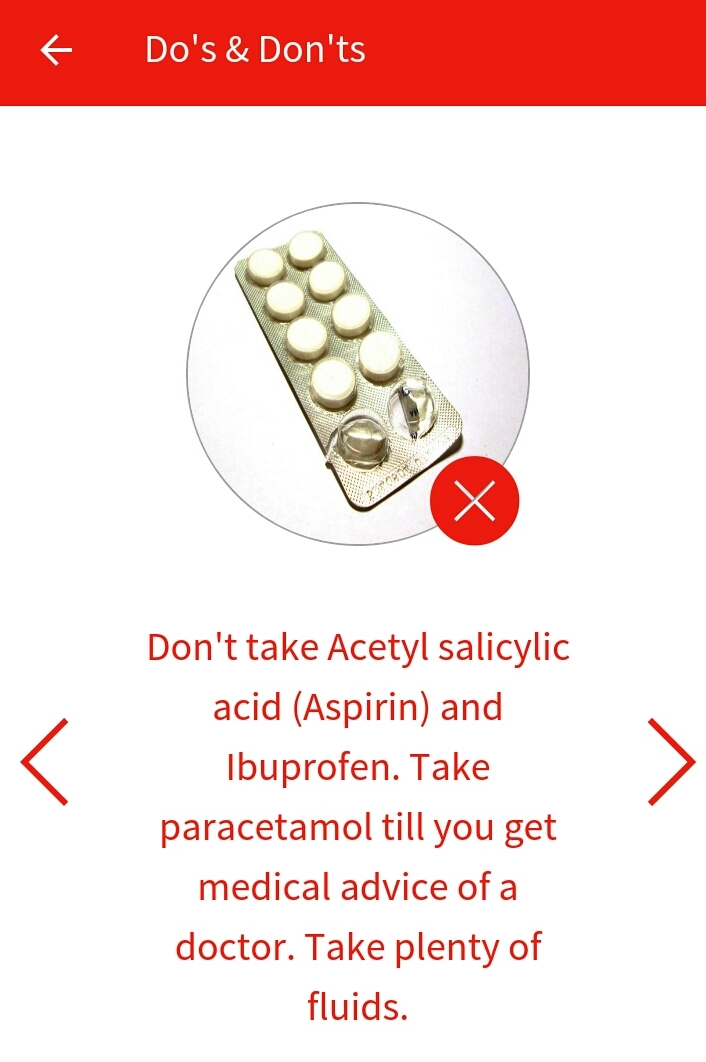 Do's & Don'ts
Don't take Acetyl salicylic
acid (Aspirin) and
Ibuprofen. Take
paracetamol till you get
medical advice of a
doctor. Take plenty of
fluids.